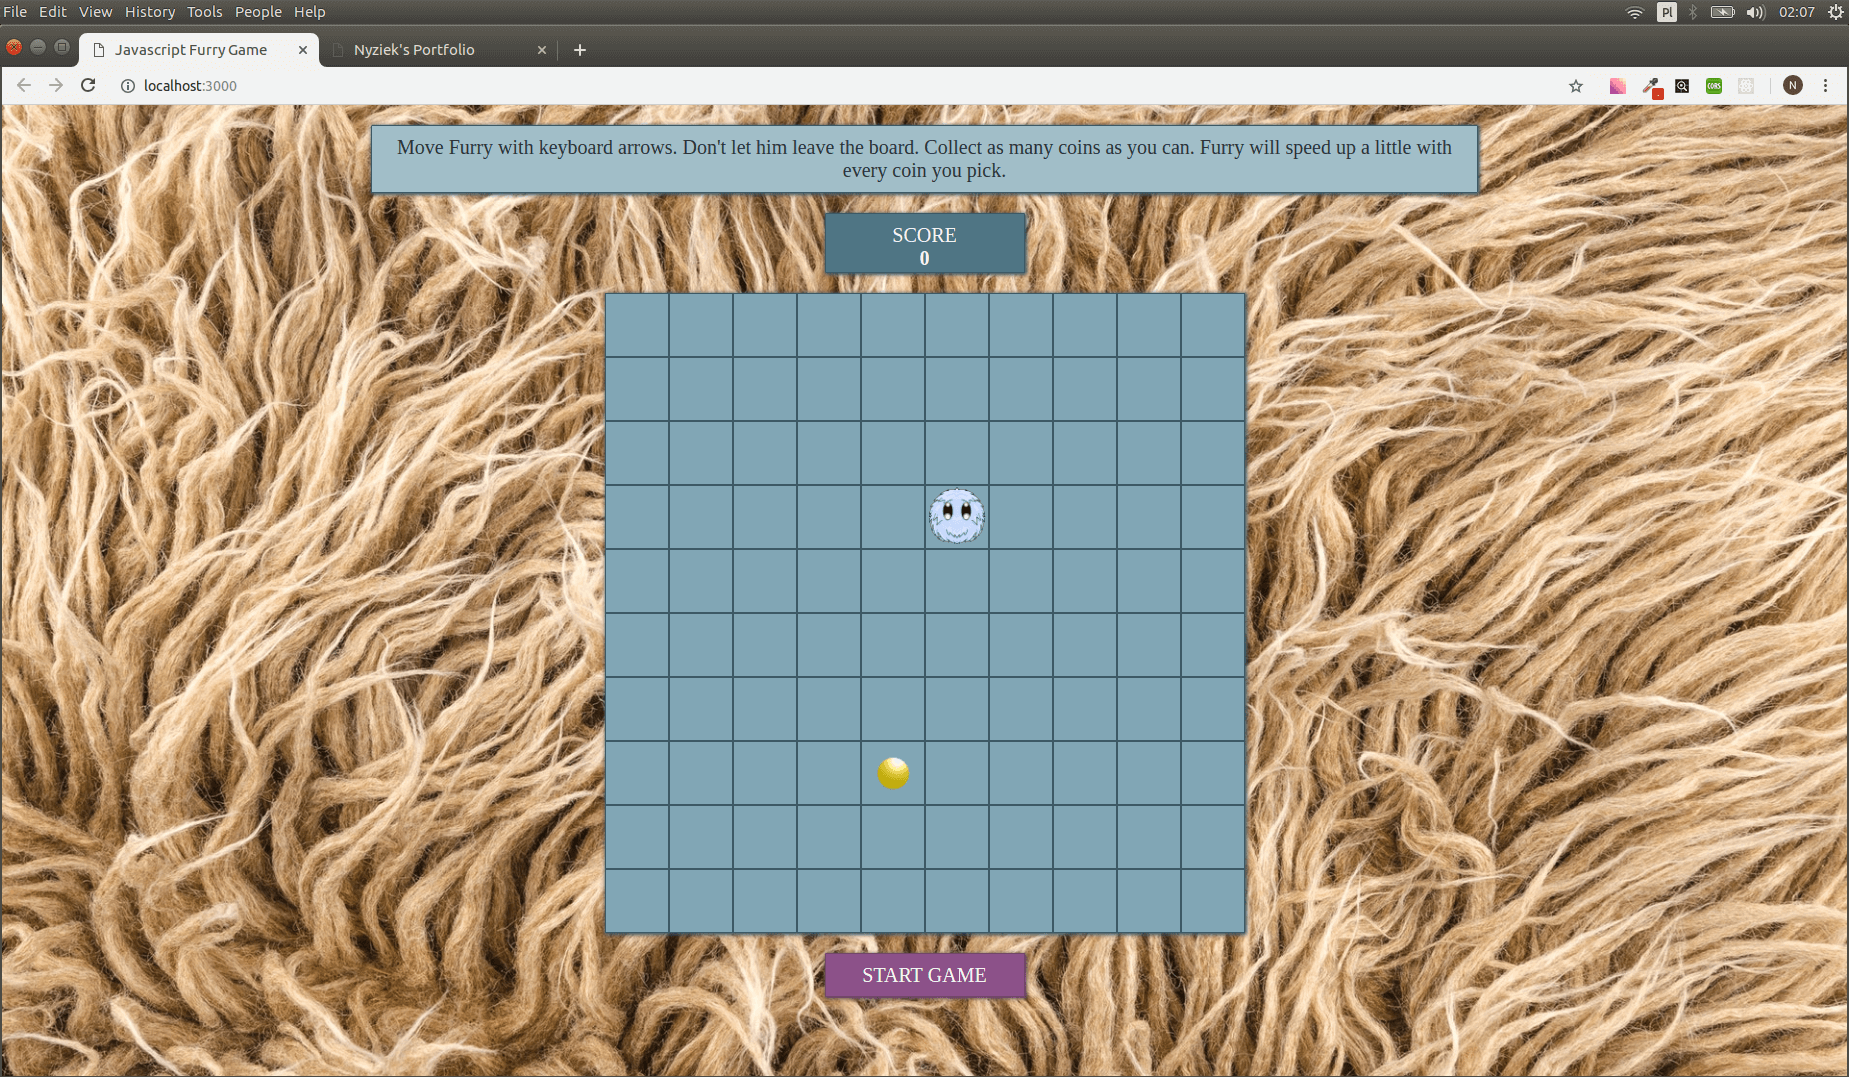 File Edit View History Tools People Help
Pl
02:07
Javascript Furry Game
Nyziek's Portfolio
localhost:3000
CORS
N
Move Furry with keyboard arrows. Don't let him leave the board. Collect as many coins as you can. Furry will speed up a little with
every coin you pick.
SCORE
0
START GAME